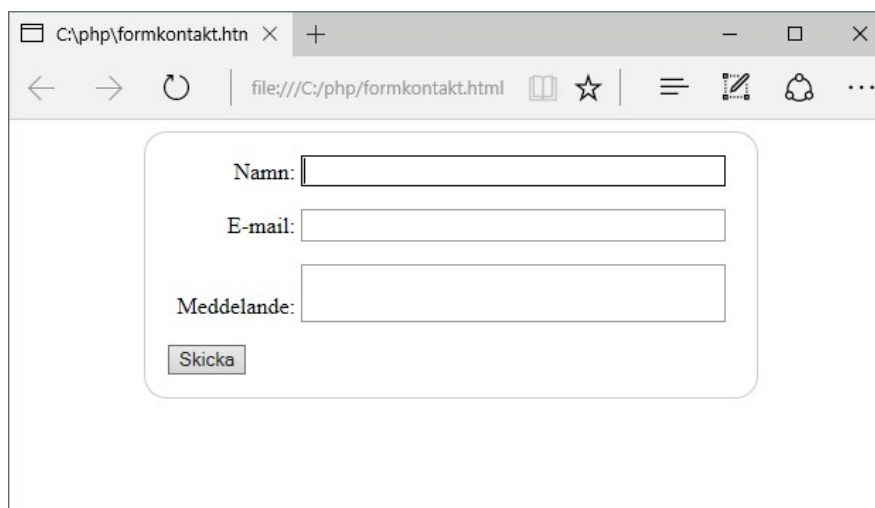 C:\php\formkontakt.htn
file:///C:/php/formkontakt.html
Namn:
E-mail:
Meddelande:
Skicka